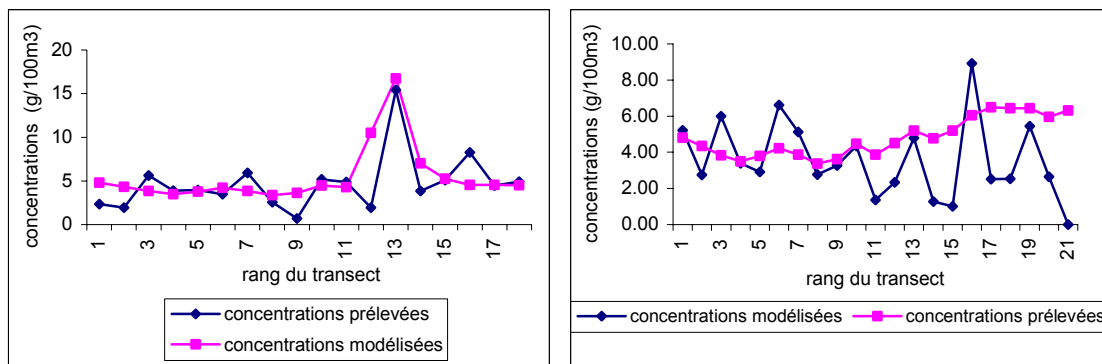 concentrations (g/100m3)
20
15
10
5
0
1 3 5 7 9 11 13 15 17
rang du transect
concentrations prélevées
concentrations modélisées
concentrations (g/100m3)
10.00
8.00
6.00
4.00
2.00
0.00
1 3 5 7 9 11 13 15 17 19 21
rang du transect
concentrations modélisées concentrations prélevées